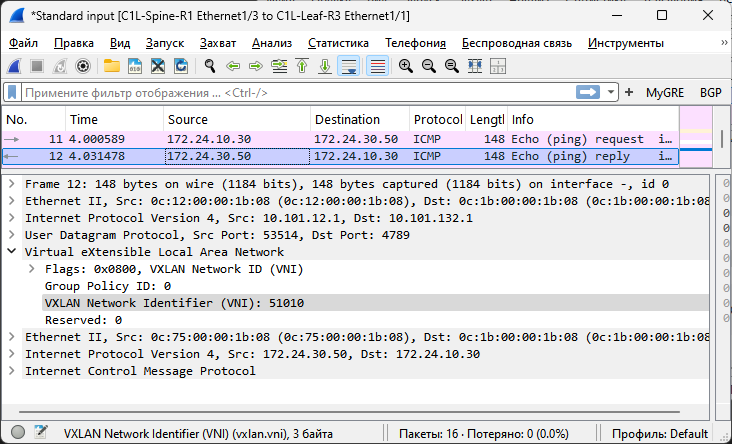 *Standard input [C1L-Spine-R1 Ethernet1/3 to C1L-Leaf-R3 Ethernet1/1]
Файл Правка Вид Запуск Захват Анализ Статистика Телефония Беспроводная связь Инструменты »
Примените фильтр отображения ... <Ctrl-/> + MyGRE BGP
No. Time Source Destination Protocol Lengtl Info
11 4.000589 172.24.10.30 172.24.30.50 ICMP 148 Echo (ping) request i…
12 4.031478 172.24.30.50 172.24.10.30 ICMP 148 Echo (ping) reply i…
Frame 12: 148 bytes on wire (1184 bits), 148 bytes captured (1184 bits) on interface -, id 0
Ethernet II, Src: 0c:12:00:00:1b:08 (0c:12:00:00:1b:08), Dst: 0c:1b:00:00:1b:08 (0c:1b:00:00:1b:08
Internet Protocol Version 4, Src: 10.101.12.1, Dst: 10.101.132.1
User Datagram Protocol, Src Port: 53514, Dst Port: 4789
Virtual eXtensible Local Area Network
Flags: 0x0800, VXLAN Network ID (VNI)
Group Policy ID: 0
VXLAN Network Identifier (VNI): 51010
Reserved: 0
Ethernet II, Src: 0c:75:00:00:1b:08 (0c:75:00:00:1b:08), Dst: 0c:1b:00:00:1b:08 (0c:1b:00:00:1b:08
Internet Protocol Version 4, Src: 172.24.30.50, Dst: 172.24.10.30
Internet Control Message Protocol
VXLAN Network Identifier (VNI) (vxlan.vni), 3 байта Пакеты: 16 · Потеряно: 0 (0.0%) Профиль: Default